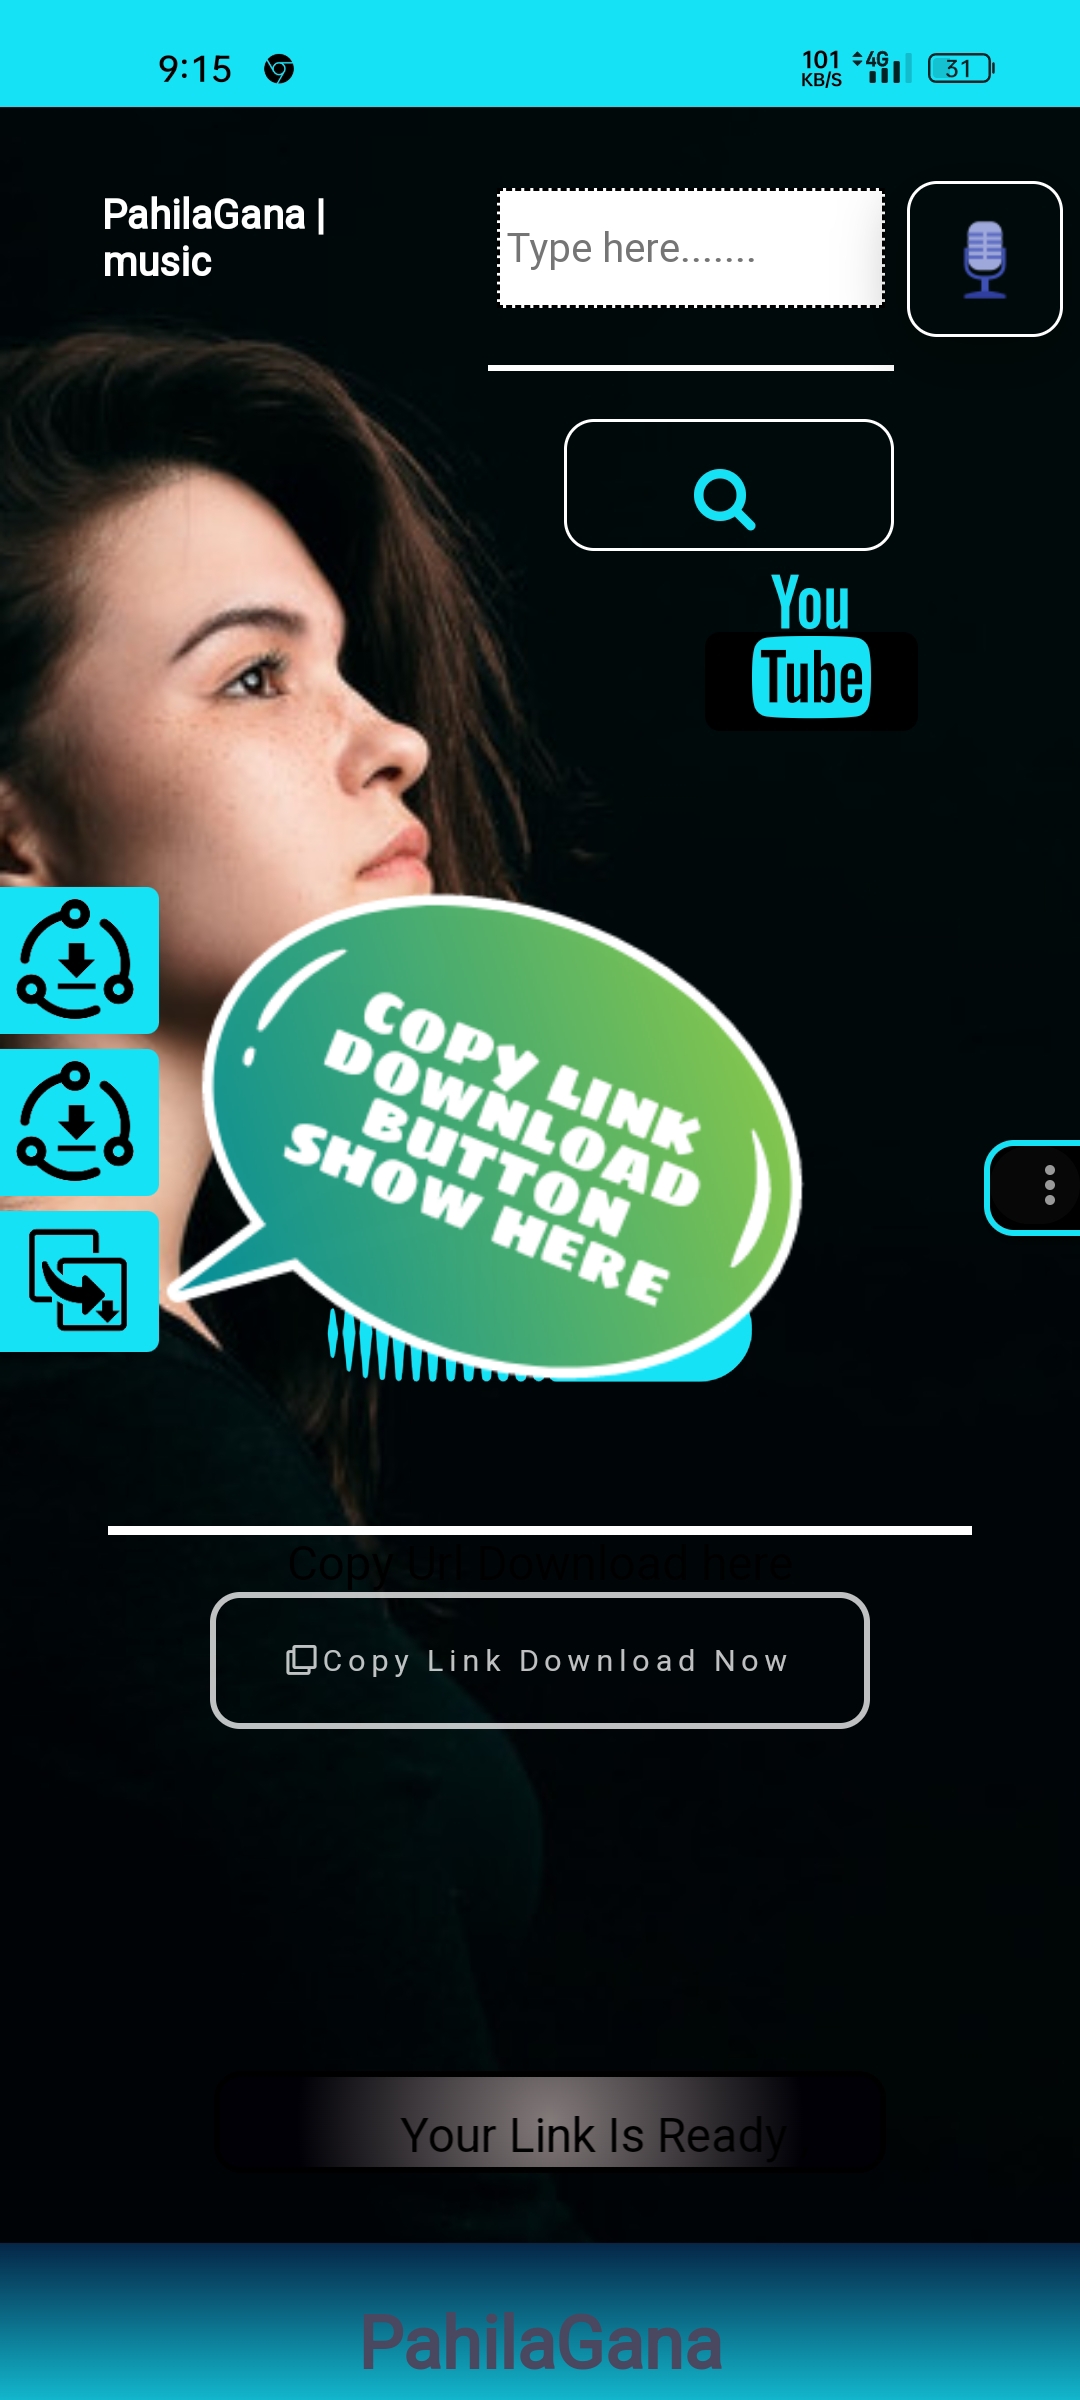 9:15
101
KB/S
4G
31
PahilaGana |
music
Type here.......
You
Tube
COPY LINK
DOWNLOAD
BUTTON
SHOW HERE
Copy Url Download here
Copy Link Download Now
Your Link Is Ready
PahilaGana